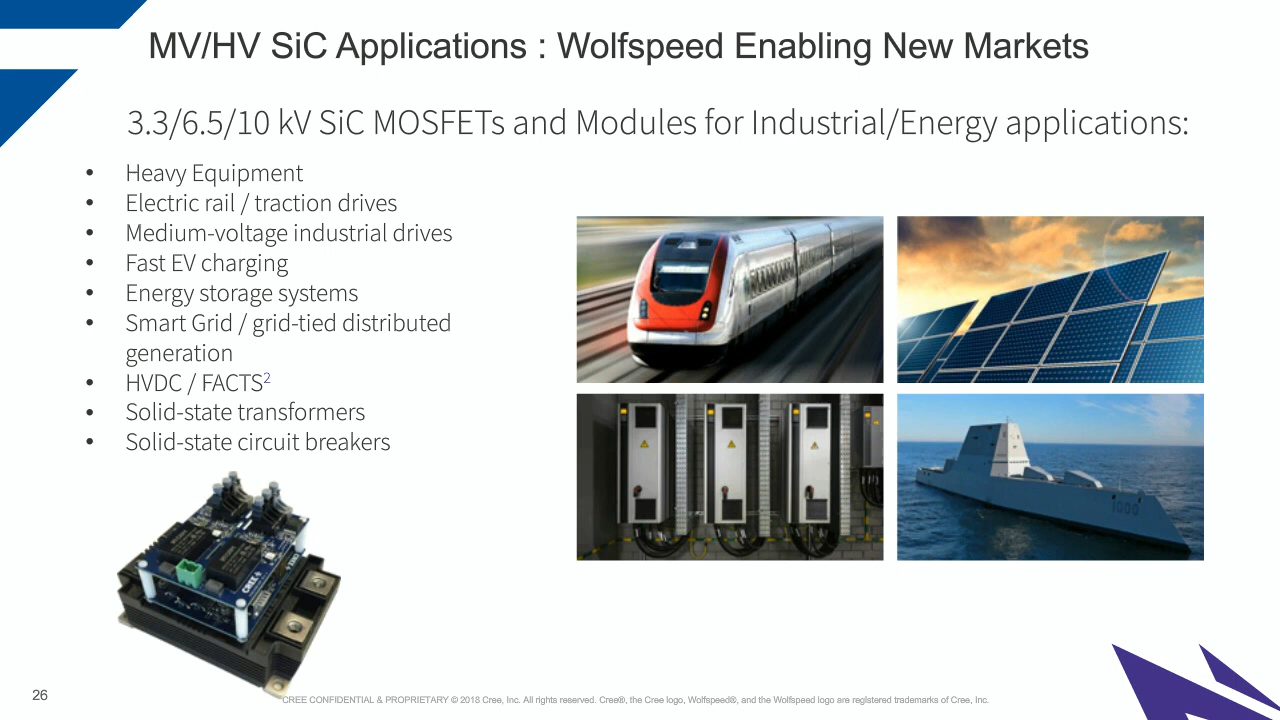 MV/HV SiC Applications : Wolfspeed Enabling New Markets
3.3/6.5/10 kV SiC MOSFETs and Modules for Industrial/Energy applications:
• Heavy Equipment
• Electric rail / traction drives
• Medium-voltage industrial drives
• Fast EV charging
• Energy storage systems
• Smart Grid / grid-tied distributed
generation
• HVDC / FACTS2
• Solid-state transformers
• Solid-state circuit breakers
1000
CREE
26
CREE CONFIDENTIAL & PROPRIETARY © 2018 Cree, Inc. All rights reserved. Cree®, the Cree logo, Wolfspeed®, and the Wolfspeed logo are registered trademarks of Cree, Inc.